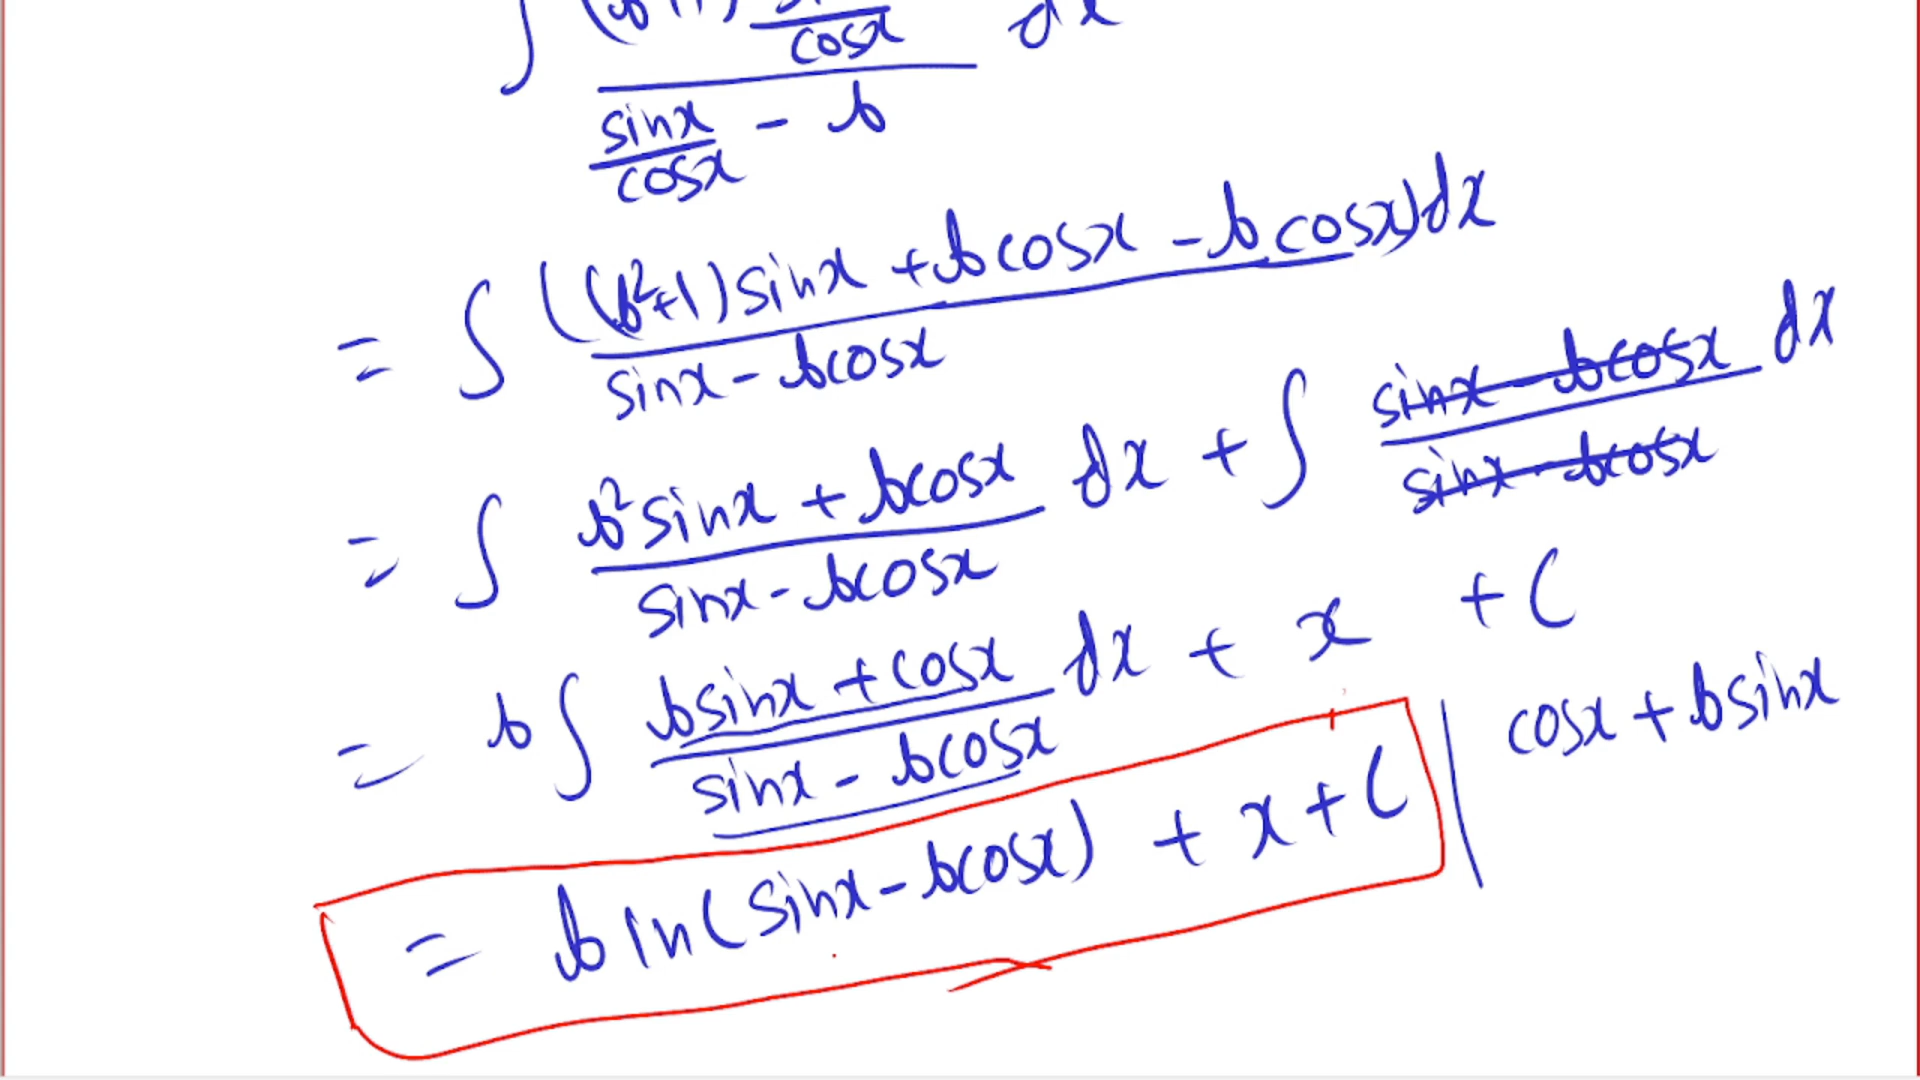 ∫ cosx dx
sinx/cosx - b
= ∫ ((b²+1)sinx + bcosx - bcosx)dx / sinx - bcosx
= ∫ b²sinx + bcosx / sinx - bcosx dx + ∫ sinx - bcosx / sinx - bcosx dx
= b∫ bsinx + cosx / sinx - bcosx dx + x + C
cosx + bsinx
= b ln(sinx - bcosx) + x + C